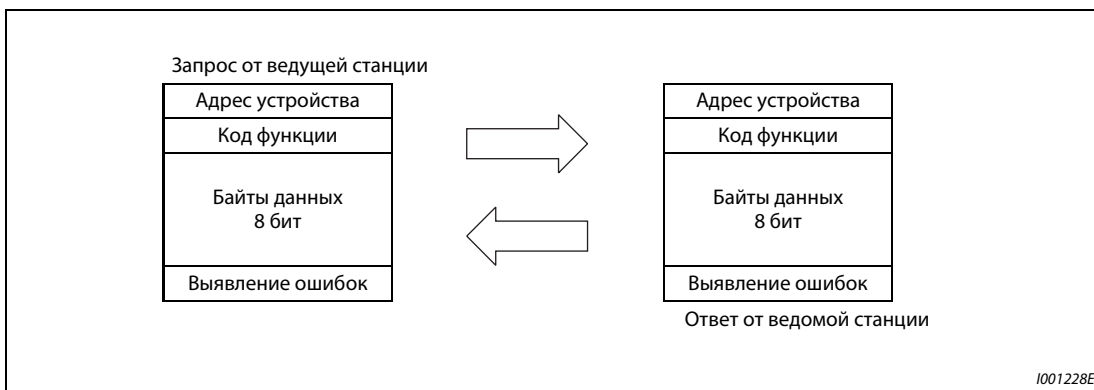 Запрос от ведущей станции
Адрес устройства
Код функции
Байты данных
8 бит
Выявление ошибок
Адрес устройства
Код функции
Байты данных
8 бит
Выявление ошибок
Ответ от ведомой станции
I001228E